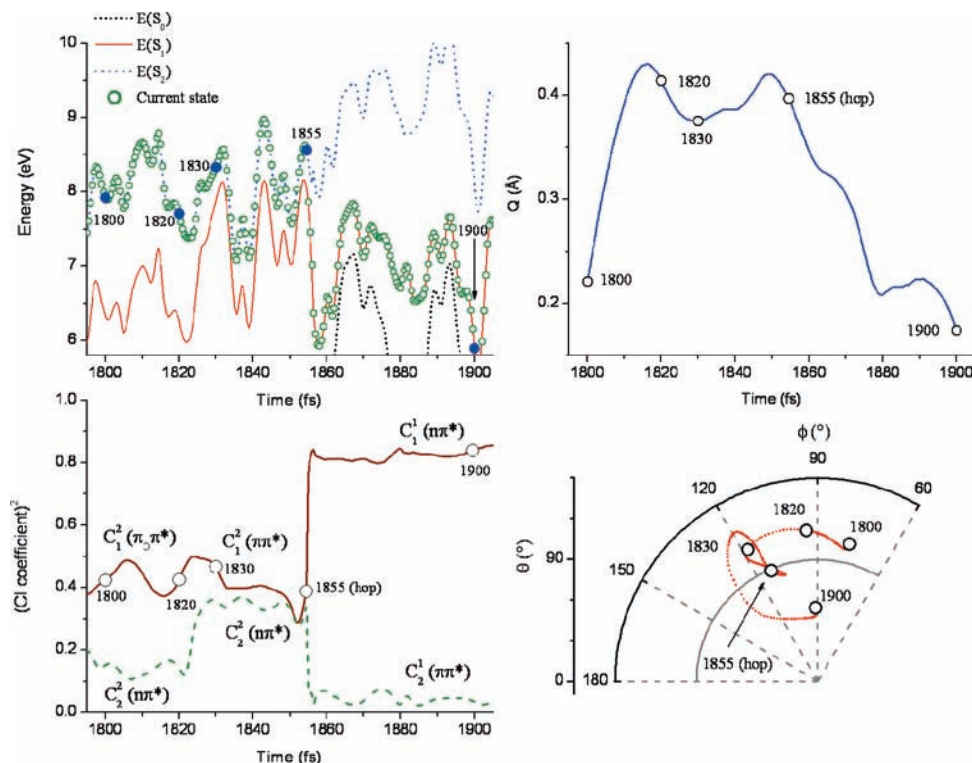 E(S₀)
E(S₁)
E(S₂)
Current state
10
9
8
7
6
Energy (eV)
1800
1820
1830
1855
1900
1800 1820 1840 1860 1880 1900
Time (fs)
0.4
0.3
0.2
Q (Å)
1800
1820
1830
1855 (hop)
1900
1800 1820 1840 1860 1880 1900
Time (fs)
1.0
0.8
0.6
0.4
0.2
0.0
(CI coefficient)²
C₁¹ (nπ*)
1900
C₁² (π₀π*)
C₁² (ππ*)
1830
1800
1820
1855 (hop)
C₂² (nπ*)
C₂² (nπ*)
C₂¹ (ππ*)
1800 1820 1840 1860 1880 1900
Time (fs)
ϕ (°)
90
120
60
150
180
θ (°)
90
0
1820
1800
1830
1900
1855 (hop)